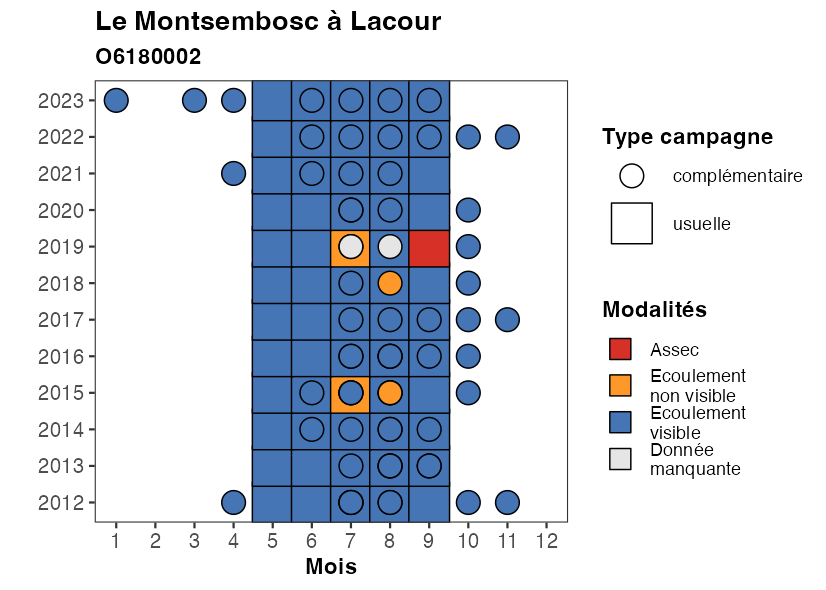 Le Montsembosc à Lacour
O6180002
2023
2022
2021
2020
2019
2018
2017
2016
2015
2014
2013
2012
1 2 3 4 5 6 7 8 9 10 11 12
Mois
Type campagne
complémentaire
usuelle
Modalités
Assec
Ecoulement
non visible
Ecoulement
visible
Donnée
manquante